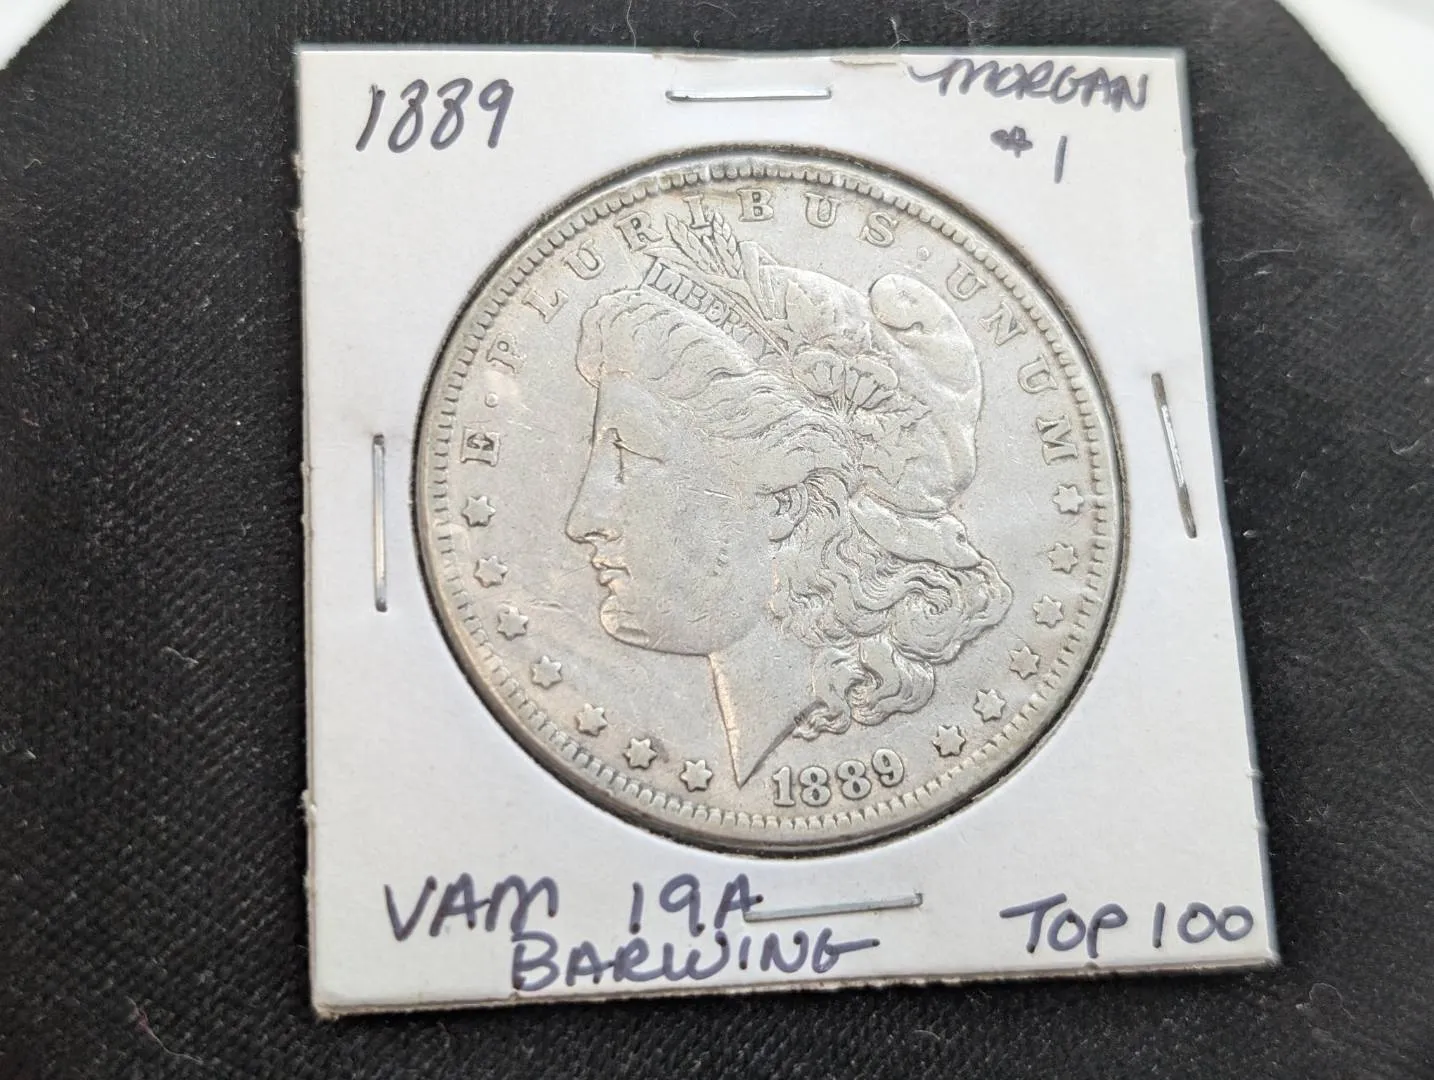 1889
MORGAN
#1
E · PLURIBUS · UNUM
LIBERTY
1889
VAM 19A
BARWING
TOP 100